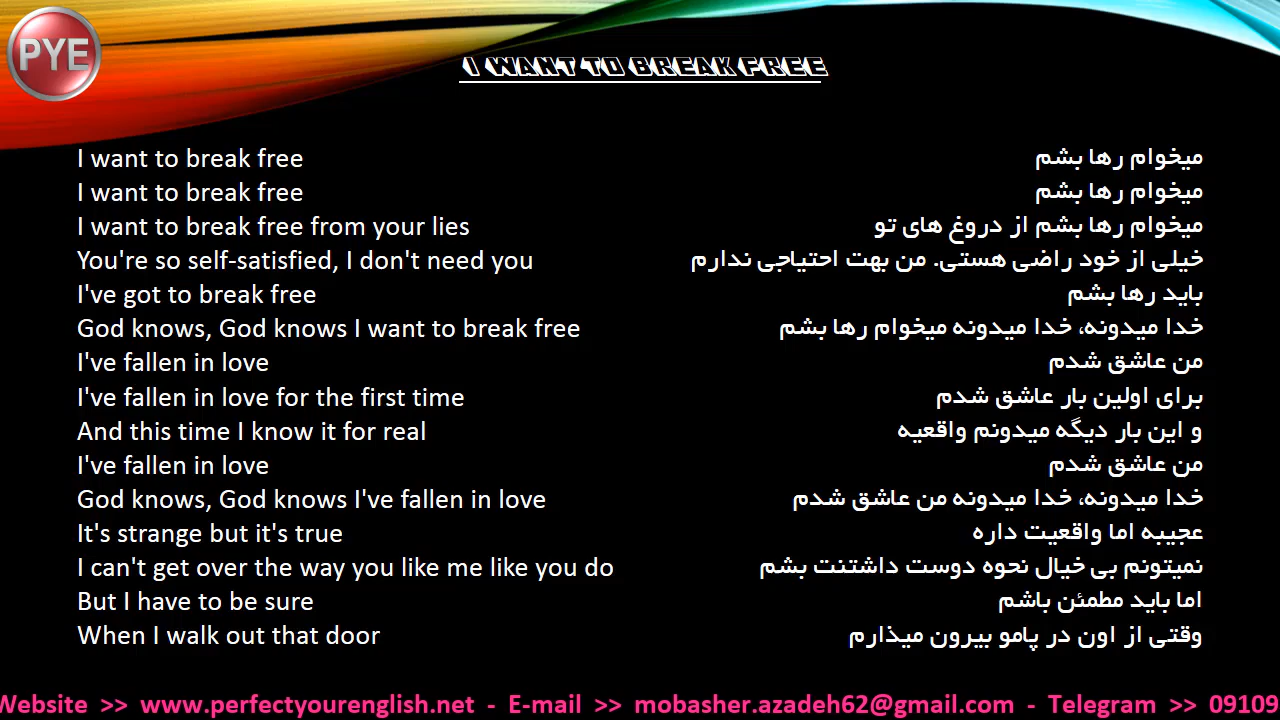 PYE
I WANT TO BREAK FREE
I want to break free
میخوام رها بشم
I want to break free
میخوام رها بشم
I want to break free from your lies
میخوام رها بشم از دروغ های تو
You're so self-satisfied, I don't need you
خیلی از خود راضی هستی. من بهت احتیاجی ندارم
I've got to break free
باید رها بشم
God knows, God knows I want to break free
خدا میدونه، خدا میدونه میخوام رها بشم
I've fallen in love
من عاشق شدم
I've fallen in love for the first time
برای اولین بار عاشق شدم
And this time I know it for real
و این بار دیگه میدونم واقعیه
I've fallen in love
من عاشق شدم
God knows, God knows I've fallen in love
خدا میدونه، خدا میدونه من عاشق شدم
It's strange but it's true
عجیبه اما واقعیت داره
I can't get over the way you like me like you do
نمیتونم بی خیال نحوه دوست داشتنت بشم
But I have to be sure
اما باید مطمئن باشم
When I walk out that door
وقتی از اون در پامو بیرون میذارم
Website >> www.perfectyourenglish.net - E-mail >> mobasher.azadeh62@gmail.com - Telegram >> 09109